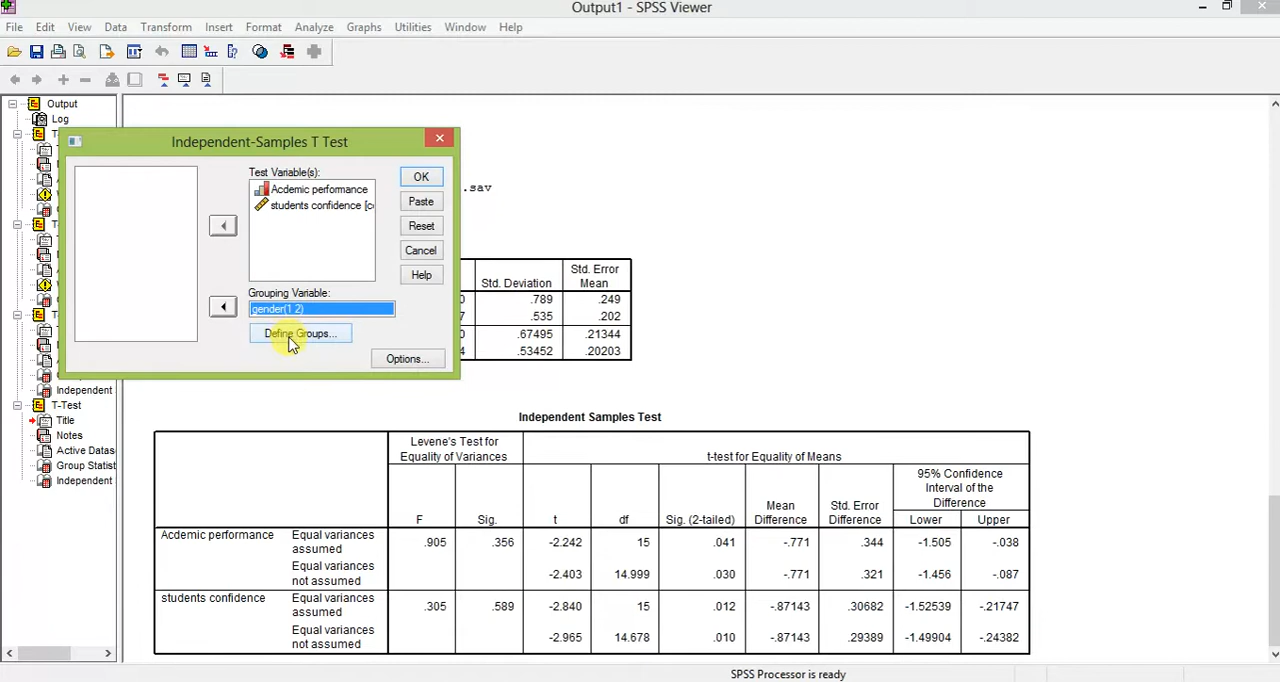 Output1 - SPSS Viewer
File Edit View Data Transform Insert Format Analyze Graphs Utilities Window Help
Output
Log
Independent-Samples T Test
Test Variable(s):
Acdemic performance
students confidence [c
OK
Paste
Reset
Cancel
Help
Grouping Variable:
gender(1 2)
Define Groups...
Options...
.sav
Std. Deviation Std. Error Mean
.789 .249
.535 .202
.67495 .21344
.53452 .20203
Independent
T-Test
Title
Notes
Active Datas
Group Statist
Independent
Independent Samples Test
Levene's Test for Equality of Variances t-test for Equality of Means
95% Confidence Interval of the Difference
F Sig. t df Sig. (2-tailed) Mean Difference Std. Error Difference Lower Upper
Acdemic performance Equal variances assumed .905 .356 -2.242 15 .041 -.771 .344 -1.505 -.038
Equal variances not assumed -2.403 14.999 .030 -.771 .321 -1.456 -.087
students confidence Equal variances assumed .305 .589 -2.840 15 .012 -.87143 .30682 -1.52539 -.21747
Equal variances not assumed -2.965 14.678 .010 -.87143 .29389 -1.49904 -.24382
SPSS Processor is ready